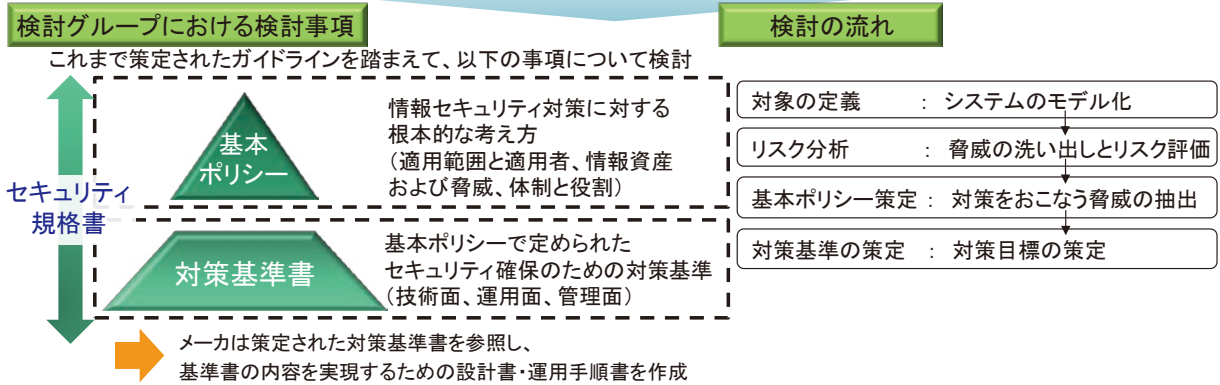 検討グループにおける検討事項
これまで策定されたガイドラインを踏まえて、以下の事項について検討
セキュリティ
規格書
基本
ポリシー
情報セキュリティ対策に対する
根本的な考え方
（適用範囲と適用者、情報資産
および脅威、体制と役割）
対策基準書
基本ポリシーで定められた
セキュリティ確保のための対策基準
（技術面、運用面、管理面）
メーカは策定された対策基準書を参照し、
基準書の内容を実現するための設計書・運用手順書を作成
検討の流れ
対象の定義 ： システムのモデル化
リスク分析 ： 脅威の洗い出しとリスク評価
基本ポリシー策定 ： 対策をおこなう脅威の抽出
対策基準の策定 ： 対策目標の策定